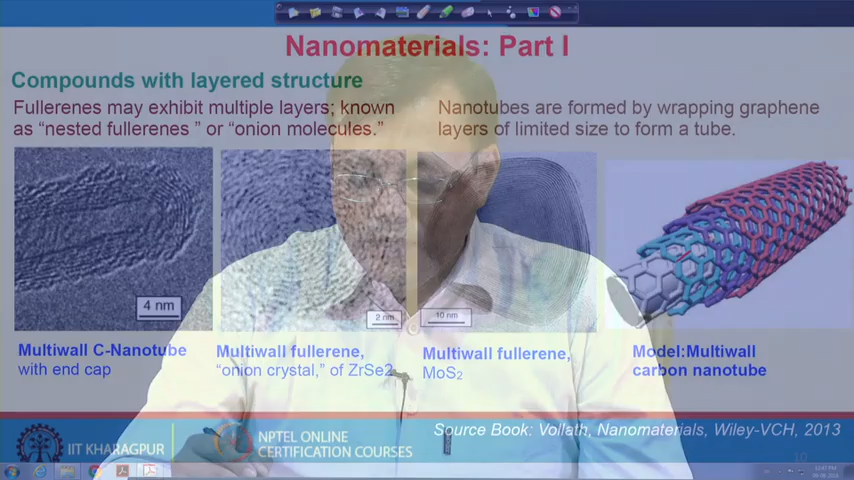 Nanomaterials: Part I
Compounds with layered structure
Fullerenes may exhibit multiple layers; known
as “nested fullerenes ” or “onion molecules.”
Nanotubes are formed by wrapping graphene
layers of limited size to form a tube.
4 nm
2 nm
10 nm
Multiwall C-Nanotube
with end cap
Multiwall fullerene,
“onion crystal,” of ZrSe2
Multiwall fullerene,
MoS₂
Model:Multiwall
carbon nanotube
Source Book: Vollath, Nanomaterials, Wiley-VCH, 2013
IIT KHARAGPUR
NPTEL ONLINE
CERTIFICATION COURSES
10